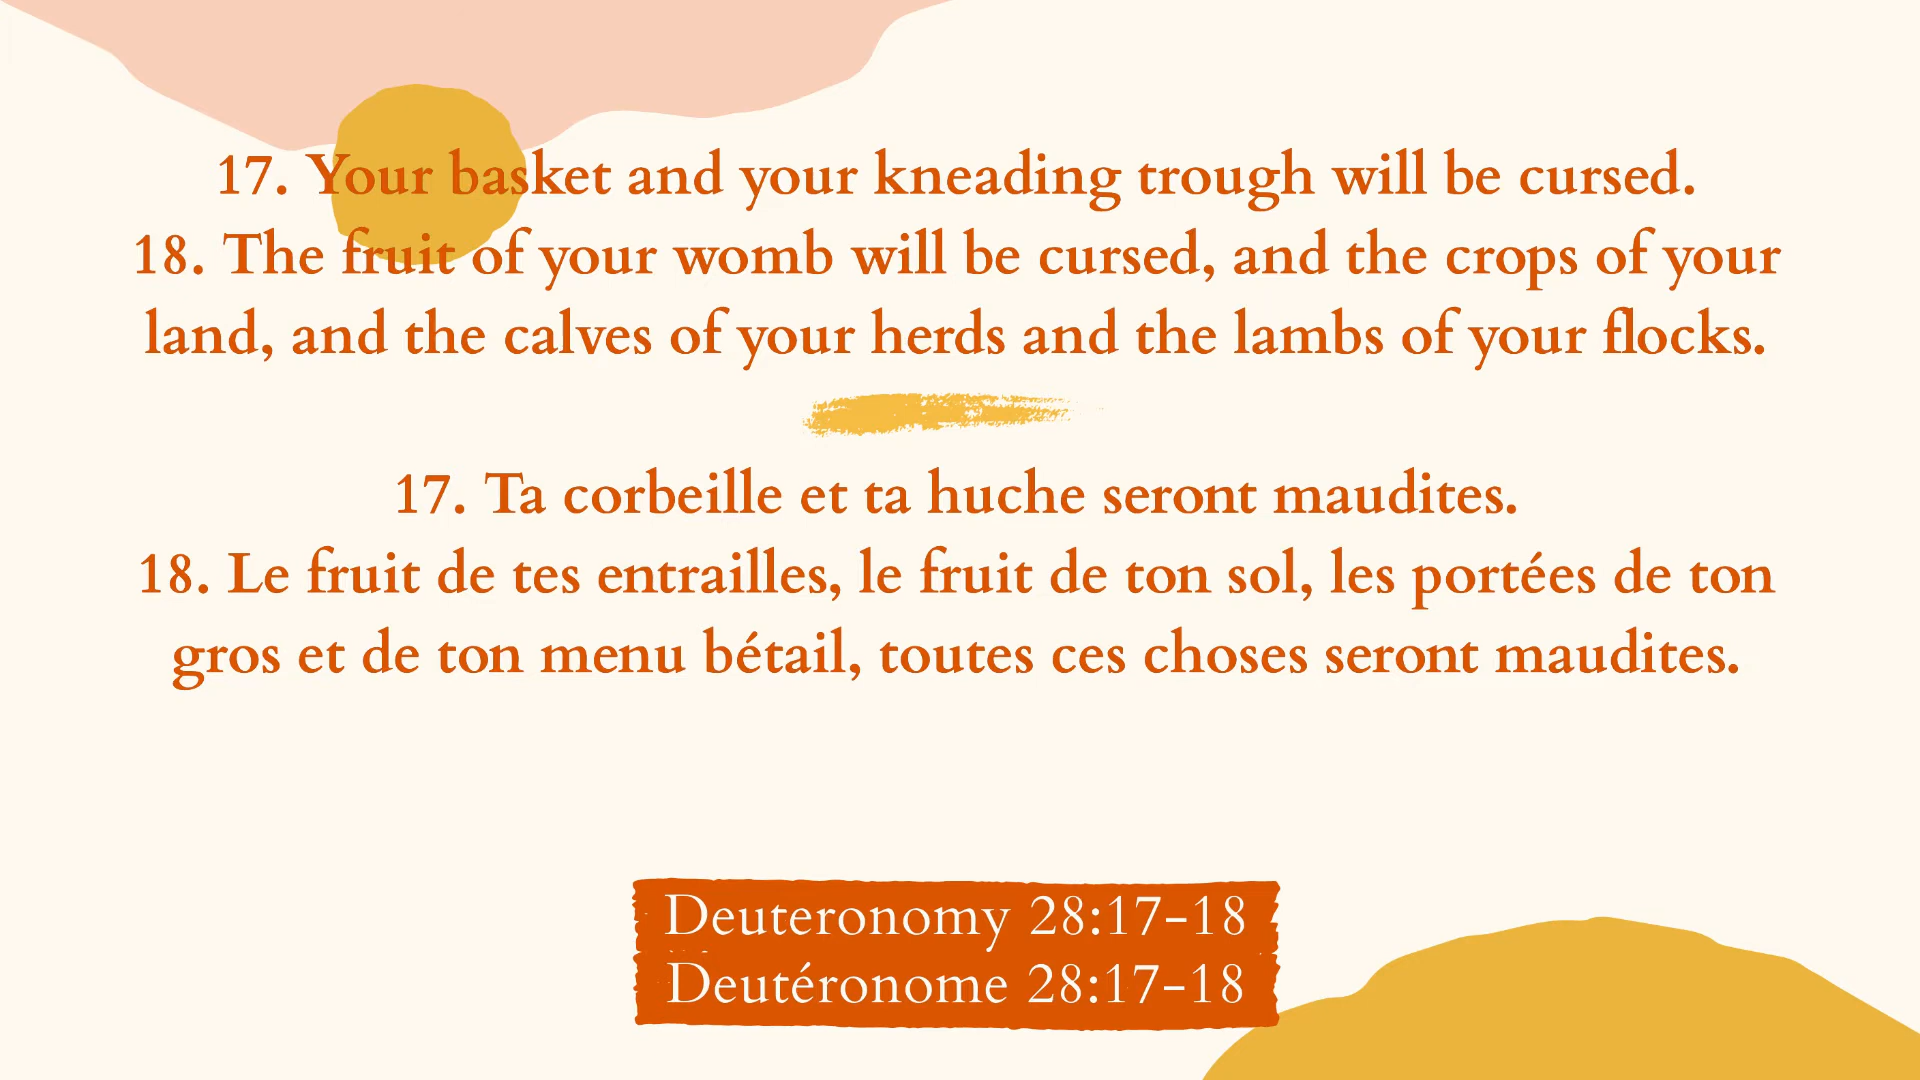 17. Your basket and your kneading trough will be cursed.
18. The fruit of your womb will be cursed, and the crops of your
land, and the calves of your herds and the lambs of your flocks.
17. Ta corbeille et ta huche seront maudites.
18. Le fruit de tes entrailles, le fruit de ton sol, les portées de ton
gros et de ton menu bétail, toutes ces choses seront maudites.
Deuteronomy 28:17-18
Deutéronome 28:17-18